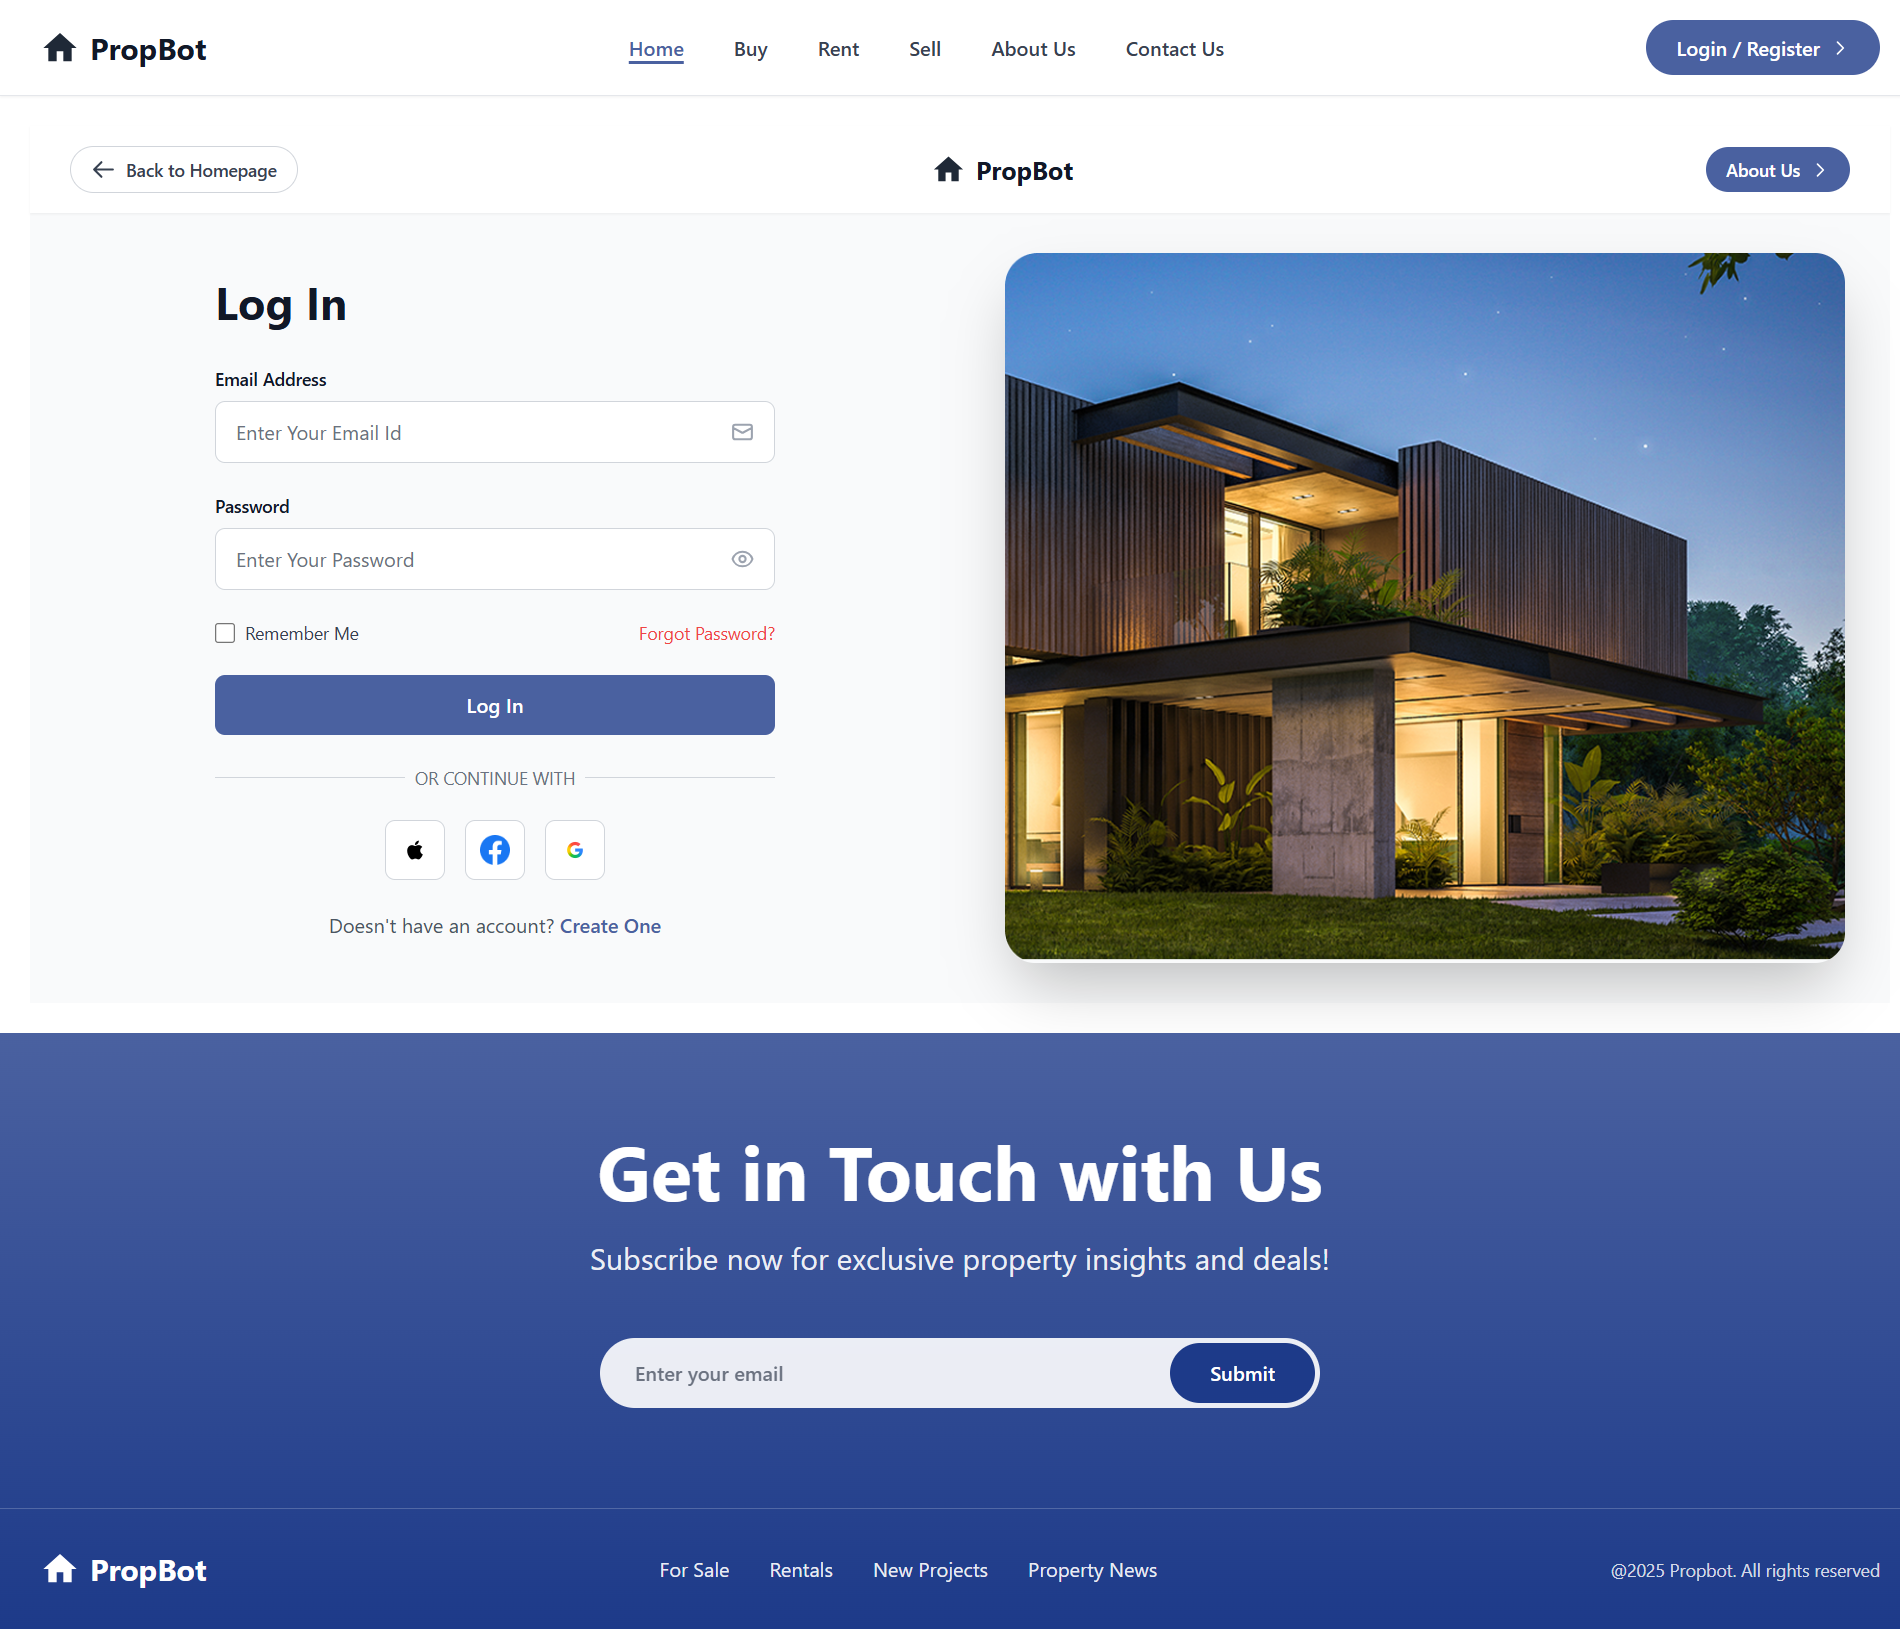 PropBot
Home Buy Rent Sell About Us Contact Us
Login / Register
Back to Homepage
PropBot
About Us
Log In
Email Address
Enter Your Email Id
Password
Enter Your Password
Remember Me
Forgot Password?
Log In
OR CONTINUE WITH
Doesn't have an account? Create One
Get in Touch with Us
Subscribe now for exclusive property insights and deals!
Enter your email
Submit
PropBot
For Sale Rentals New Projects Property News
@2025 Propbot. All rights reserved